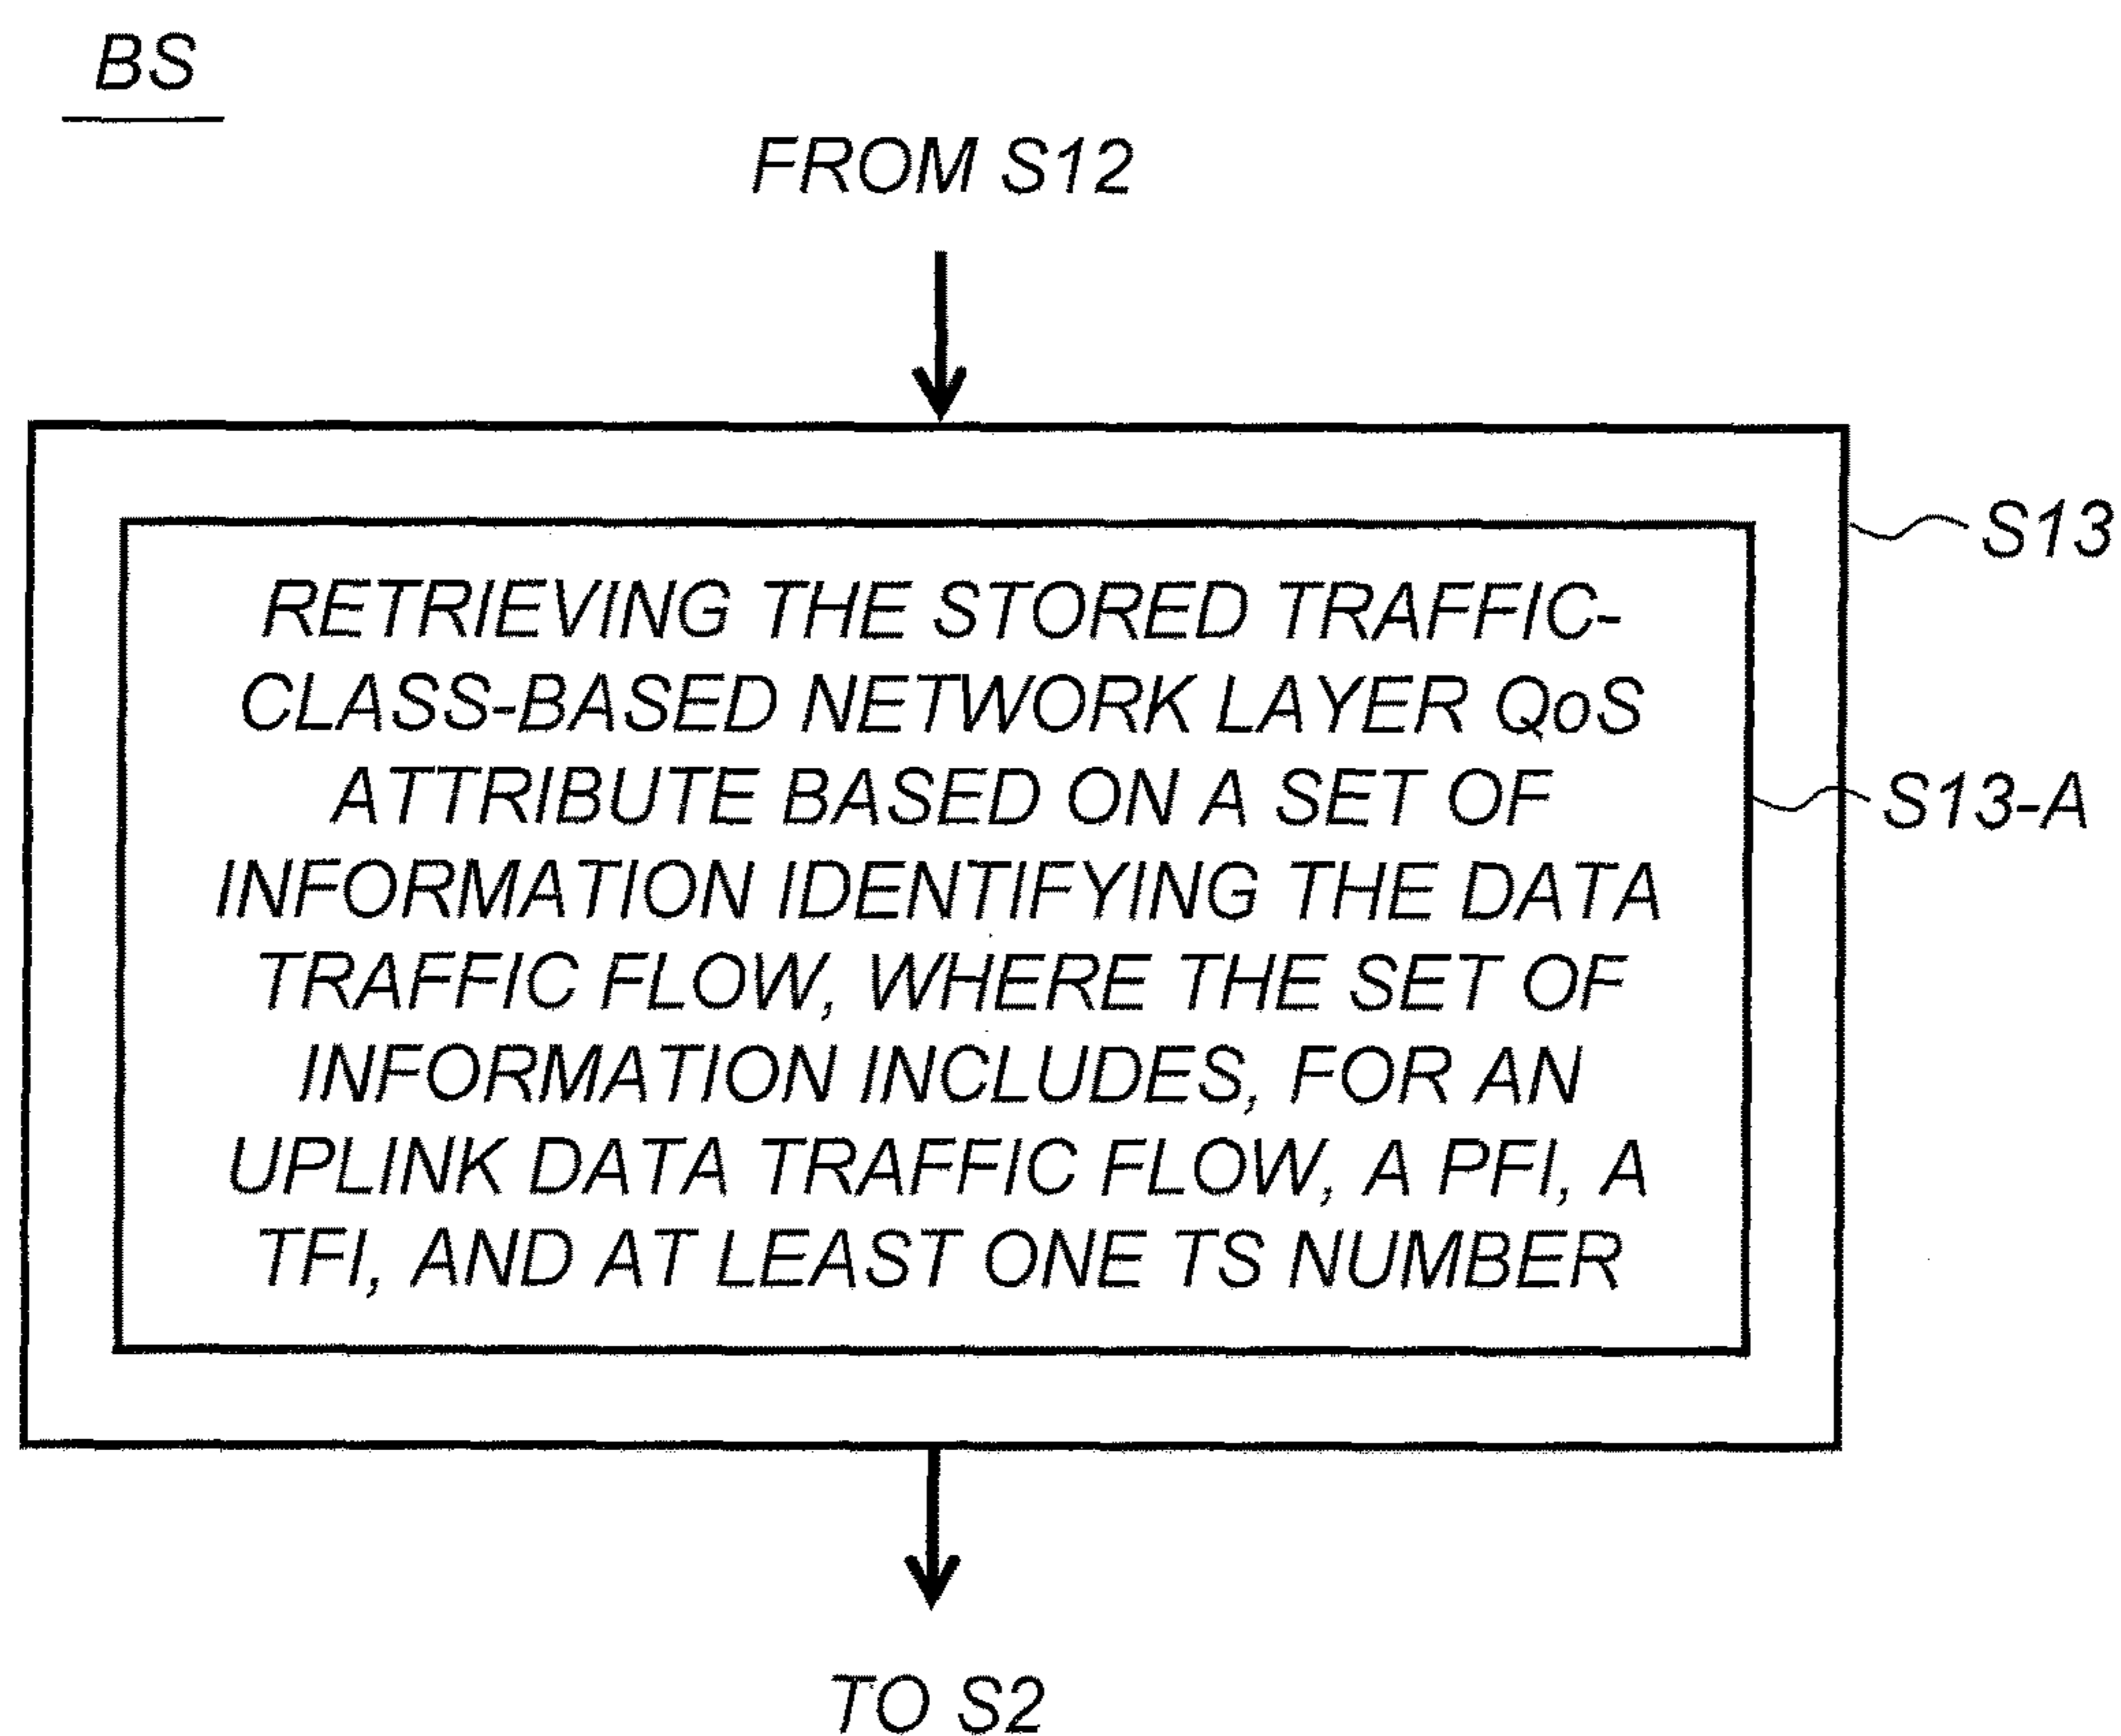 BS
FROM S12
S13
RETRIEVING THE STORED TRAFFIC-
CLASS-BASED NETWORK LAYER QoS
ATTRIBUTE BASED ON A SET OF
S13-A
INFORMATION IDENTIFYING THE DATA
TRAFFIC FLOW, WHERE THE SET OF
INFORMATION INCLUDES, FOR AN
UPLINK DATA TRAFFIC FLOW, A PFI, A
TFI, AND AT LEAST ONE TS NUMBER
TO S2